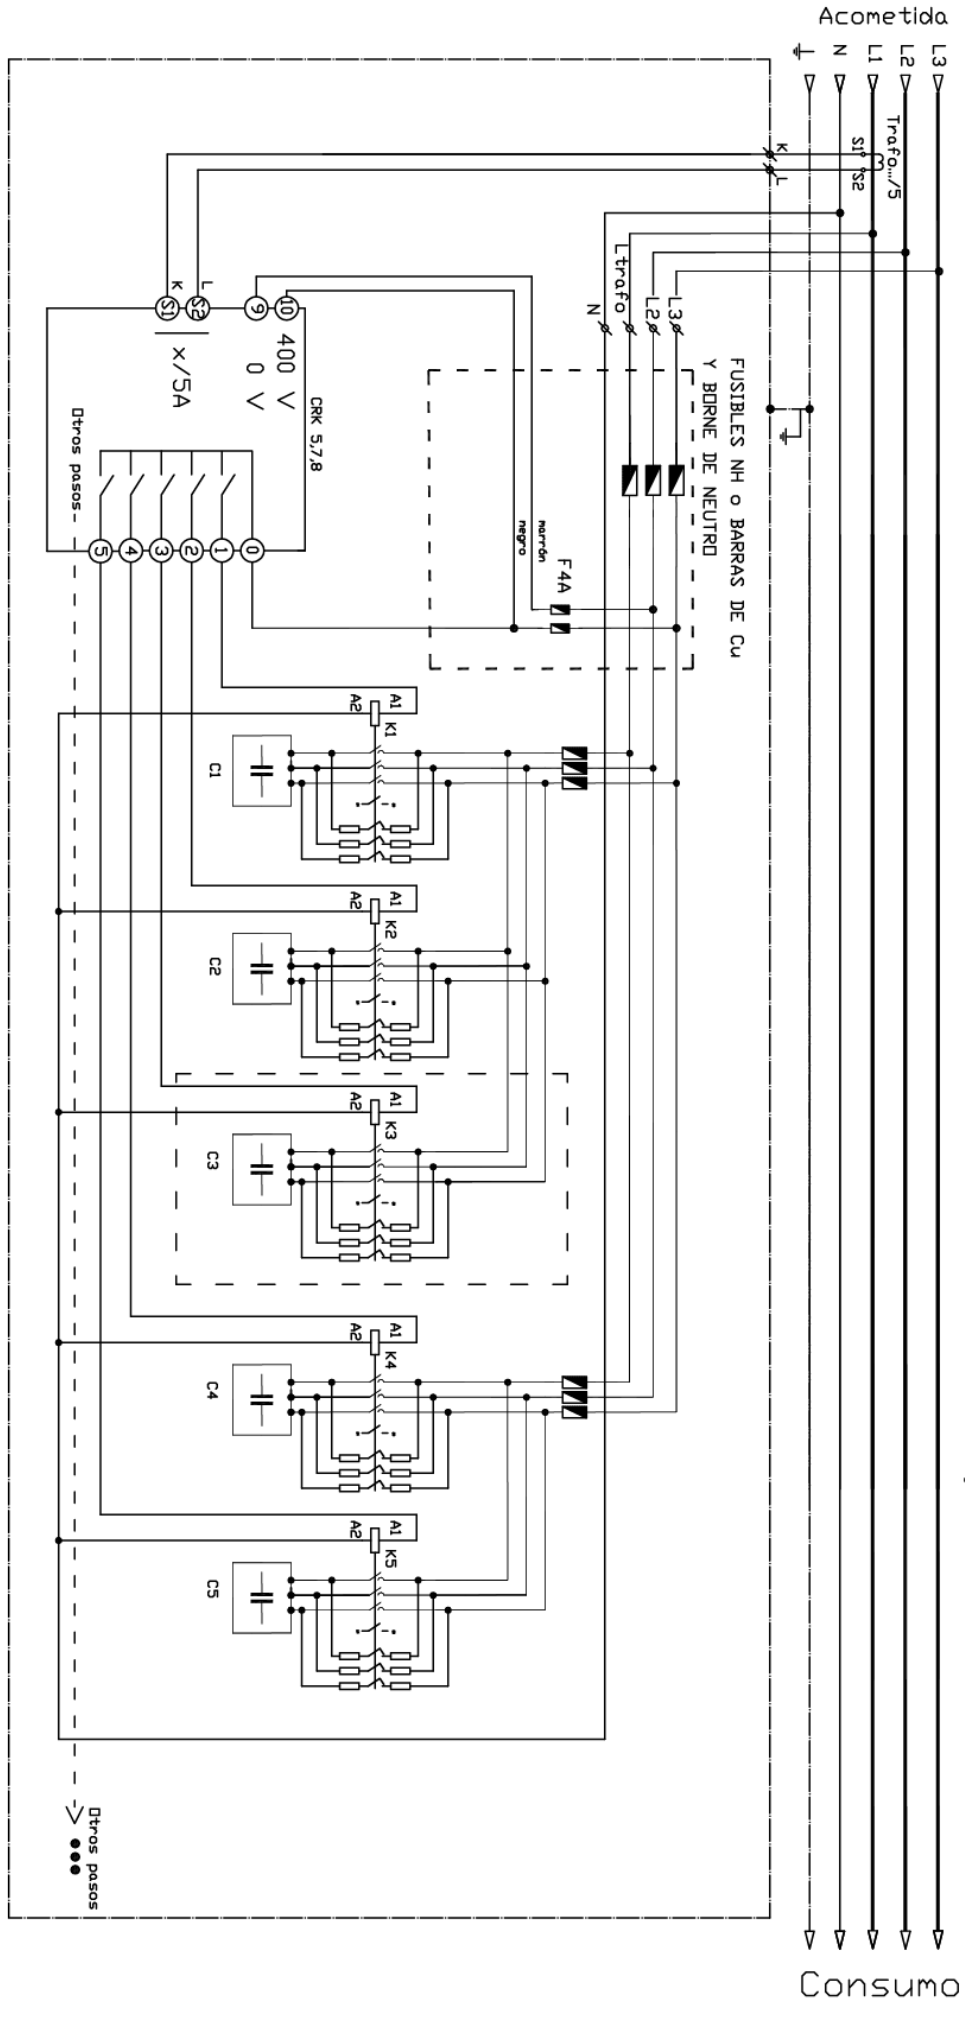 Acometida
N
L1
L2
L3
Trafo.../5
S1
S2
K
L
K
L
S1
S2
9
10
X/5A
400 V
0 V
CRK 5,7,8
N
Ltrafo
L2
L3
FUSIBLES NH o BARRAS DE Cu
Y BORNE DE NEUTRO
marrón
negro
F4A
Otros pasos
5
4
3
2
1
0
A2
A1
K1
C1
A2
A1
K2
C2
A2
A1
K3
C3
A2
A1
K4
C4
A2
A1
K5
C5
Otros pasos
Consumo